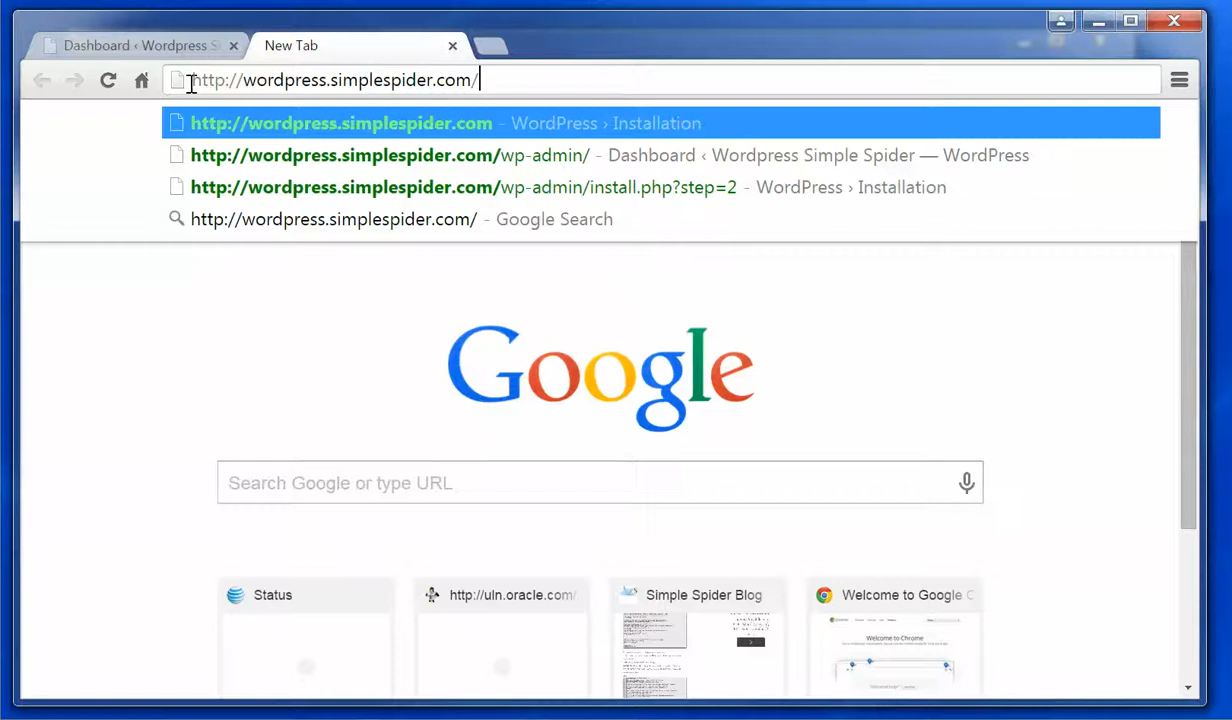 Dashboard ‹ Wordpress S
New Tab
http://wordpress.simplespider.com/
http://wordpress.simplespider.com - WordPress › Installation
http://wordpress.simplespider.com/wp-admin/ - Dashboard ‹ Wordpress Simple Spider — WordPress
http://wordpress.simplespider.com/wp-admin/install.php?step=2 - WordPress › Installation
http://wordpress.simplespider.com/ - Google Search
Google
Search Google or type URL
Status
http://uln.oracle.com/
Simple Spider Blog
Welcome to Google C
Welcome to Chrome